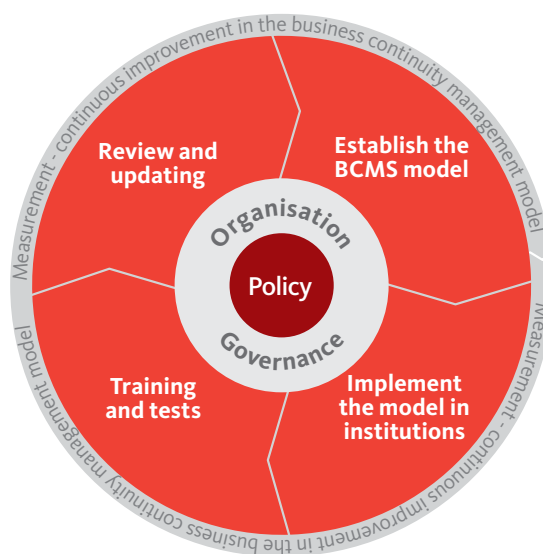 Measurement - continuous improvement in the business continuity management model
Review and
updating
Establish the
BCMS model
Organisation
Policy
Governance
Training
and tests
Implement
the model in
institutions
Measurement - continuous improvement in the business continuity management model